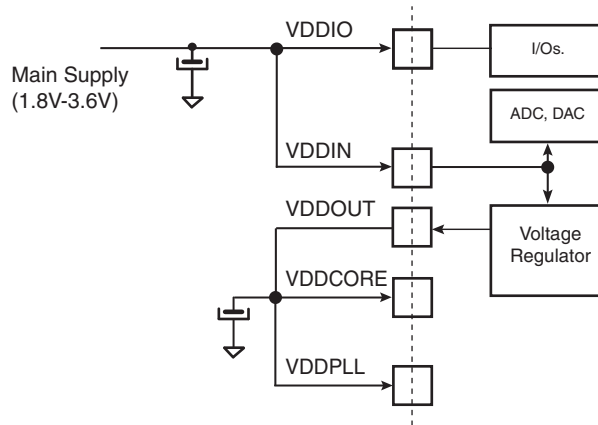 VDDIO
I/Os.
Main Supply
(1.8V-3.6V)
ADC, DAC
VDDIN
VDDOUT
Voltage
Regulator
VDDCORE
VDDPLL